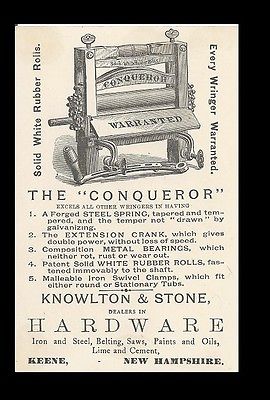 Solid White Rubber Rolls.
Every Wringer Warranted.
CONQUEROR
WARRANTED
THE "CONQUEROR"
EXCELS ALL OTHER WRINGERS IN HAVING
1. A Forged STEEL SPRING, tapered and tem-
pered, and the temper not "drawn" by
galvanizing.
2. The EXTENSION CRANK, which gives
double power, without loss of speed.
3. Composition METAL BEARINGS, which
neither rot, rust or wear out.
4. Patent Solid WHITE RUBBER ROLLS, fas-
tened immovably to the shaft.
5. Malleable Iron Swivel Clamps, which fit
either round or Stationary Tubs.
KNOWLTON & STONE,
DEALERS IN
HARDWARE
Iron and Steel, Belting, Saws, Paints and Oils,
Lime and Cement,
KEENE, - NEW HAMPSHIRE.